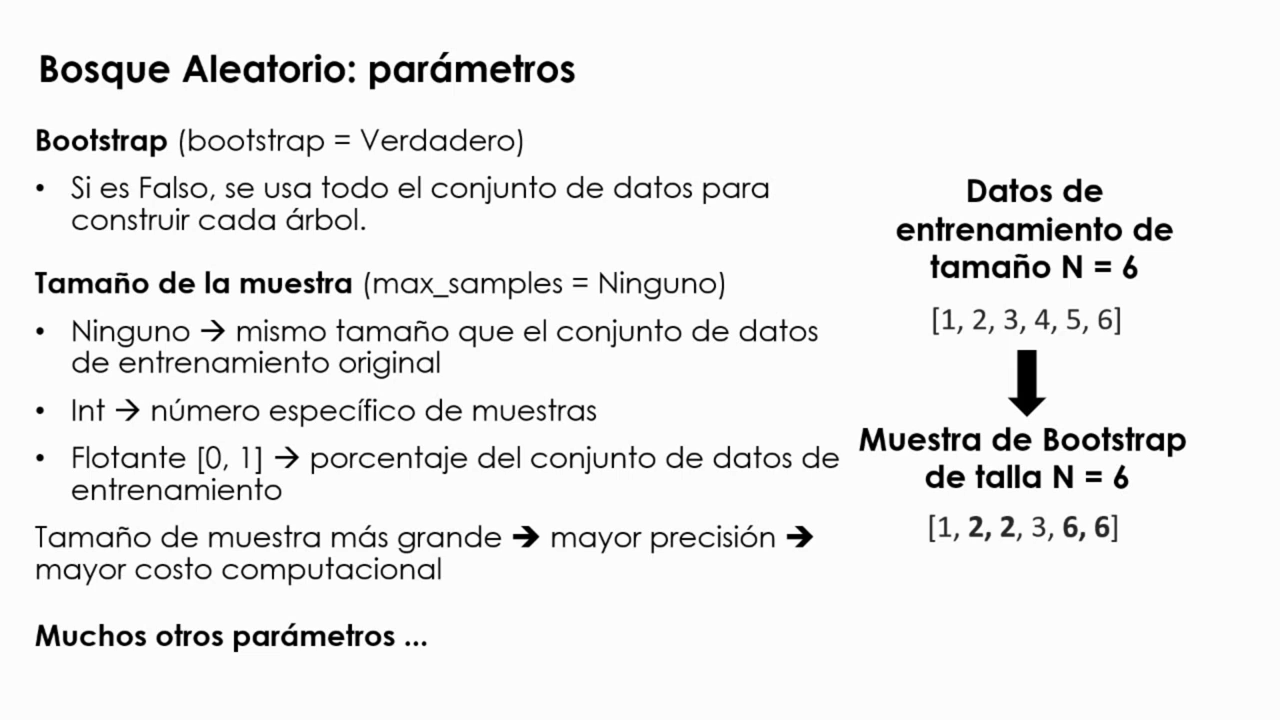 Bosque Aleatorio: parámetros
Bootstrap (bootstrap = Verdadero)
• Si es Falso, se usa todo el conjunto de datos para
construir cada árbol.
Tamaño de la muestra (max_samples = Ninguno)
• Ninguno → mismo tamaño que el conjunto de datos
de entrenamiento original
• Int → número específico de muestras
• Flotante [0, 1] → porcentaje del conjunto de datos de
entrenamiento
Tamaño de muestra más grande → mayor precisión →
mayor costo computacional
Muchos otros parámetros ...
Datos de
entrenamiento de
tamaño N = 6
[1, 2, 3, 4, 5, 6]
Muestra de Bootstrap
de talla N = 6
[1, 2, 2, 3, 6, 6]